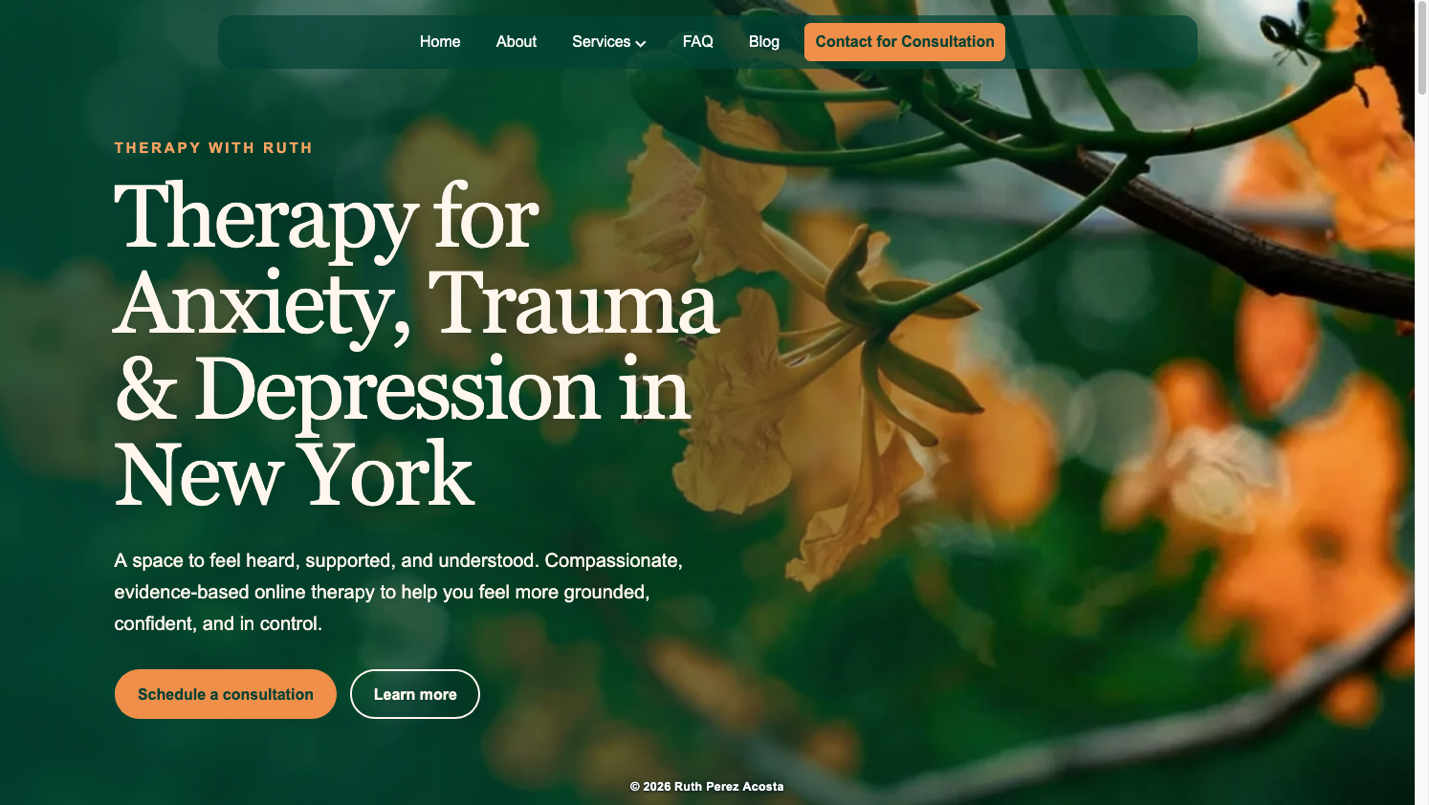 Home About Services FAQ Blog Contact for Consultation
THERAPY WITH RUTH
Therapy for
Anxiety, Trauma
& Depression in
New York
A space to feel heard, supported, and understood. Compassionate,
evidence-based online therapy to help you feel more grounded,
confident, and in control.
Schedule a consultation Learn more
© 2026 Ruth Perez Acosta